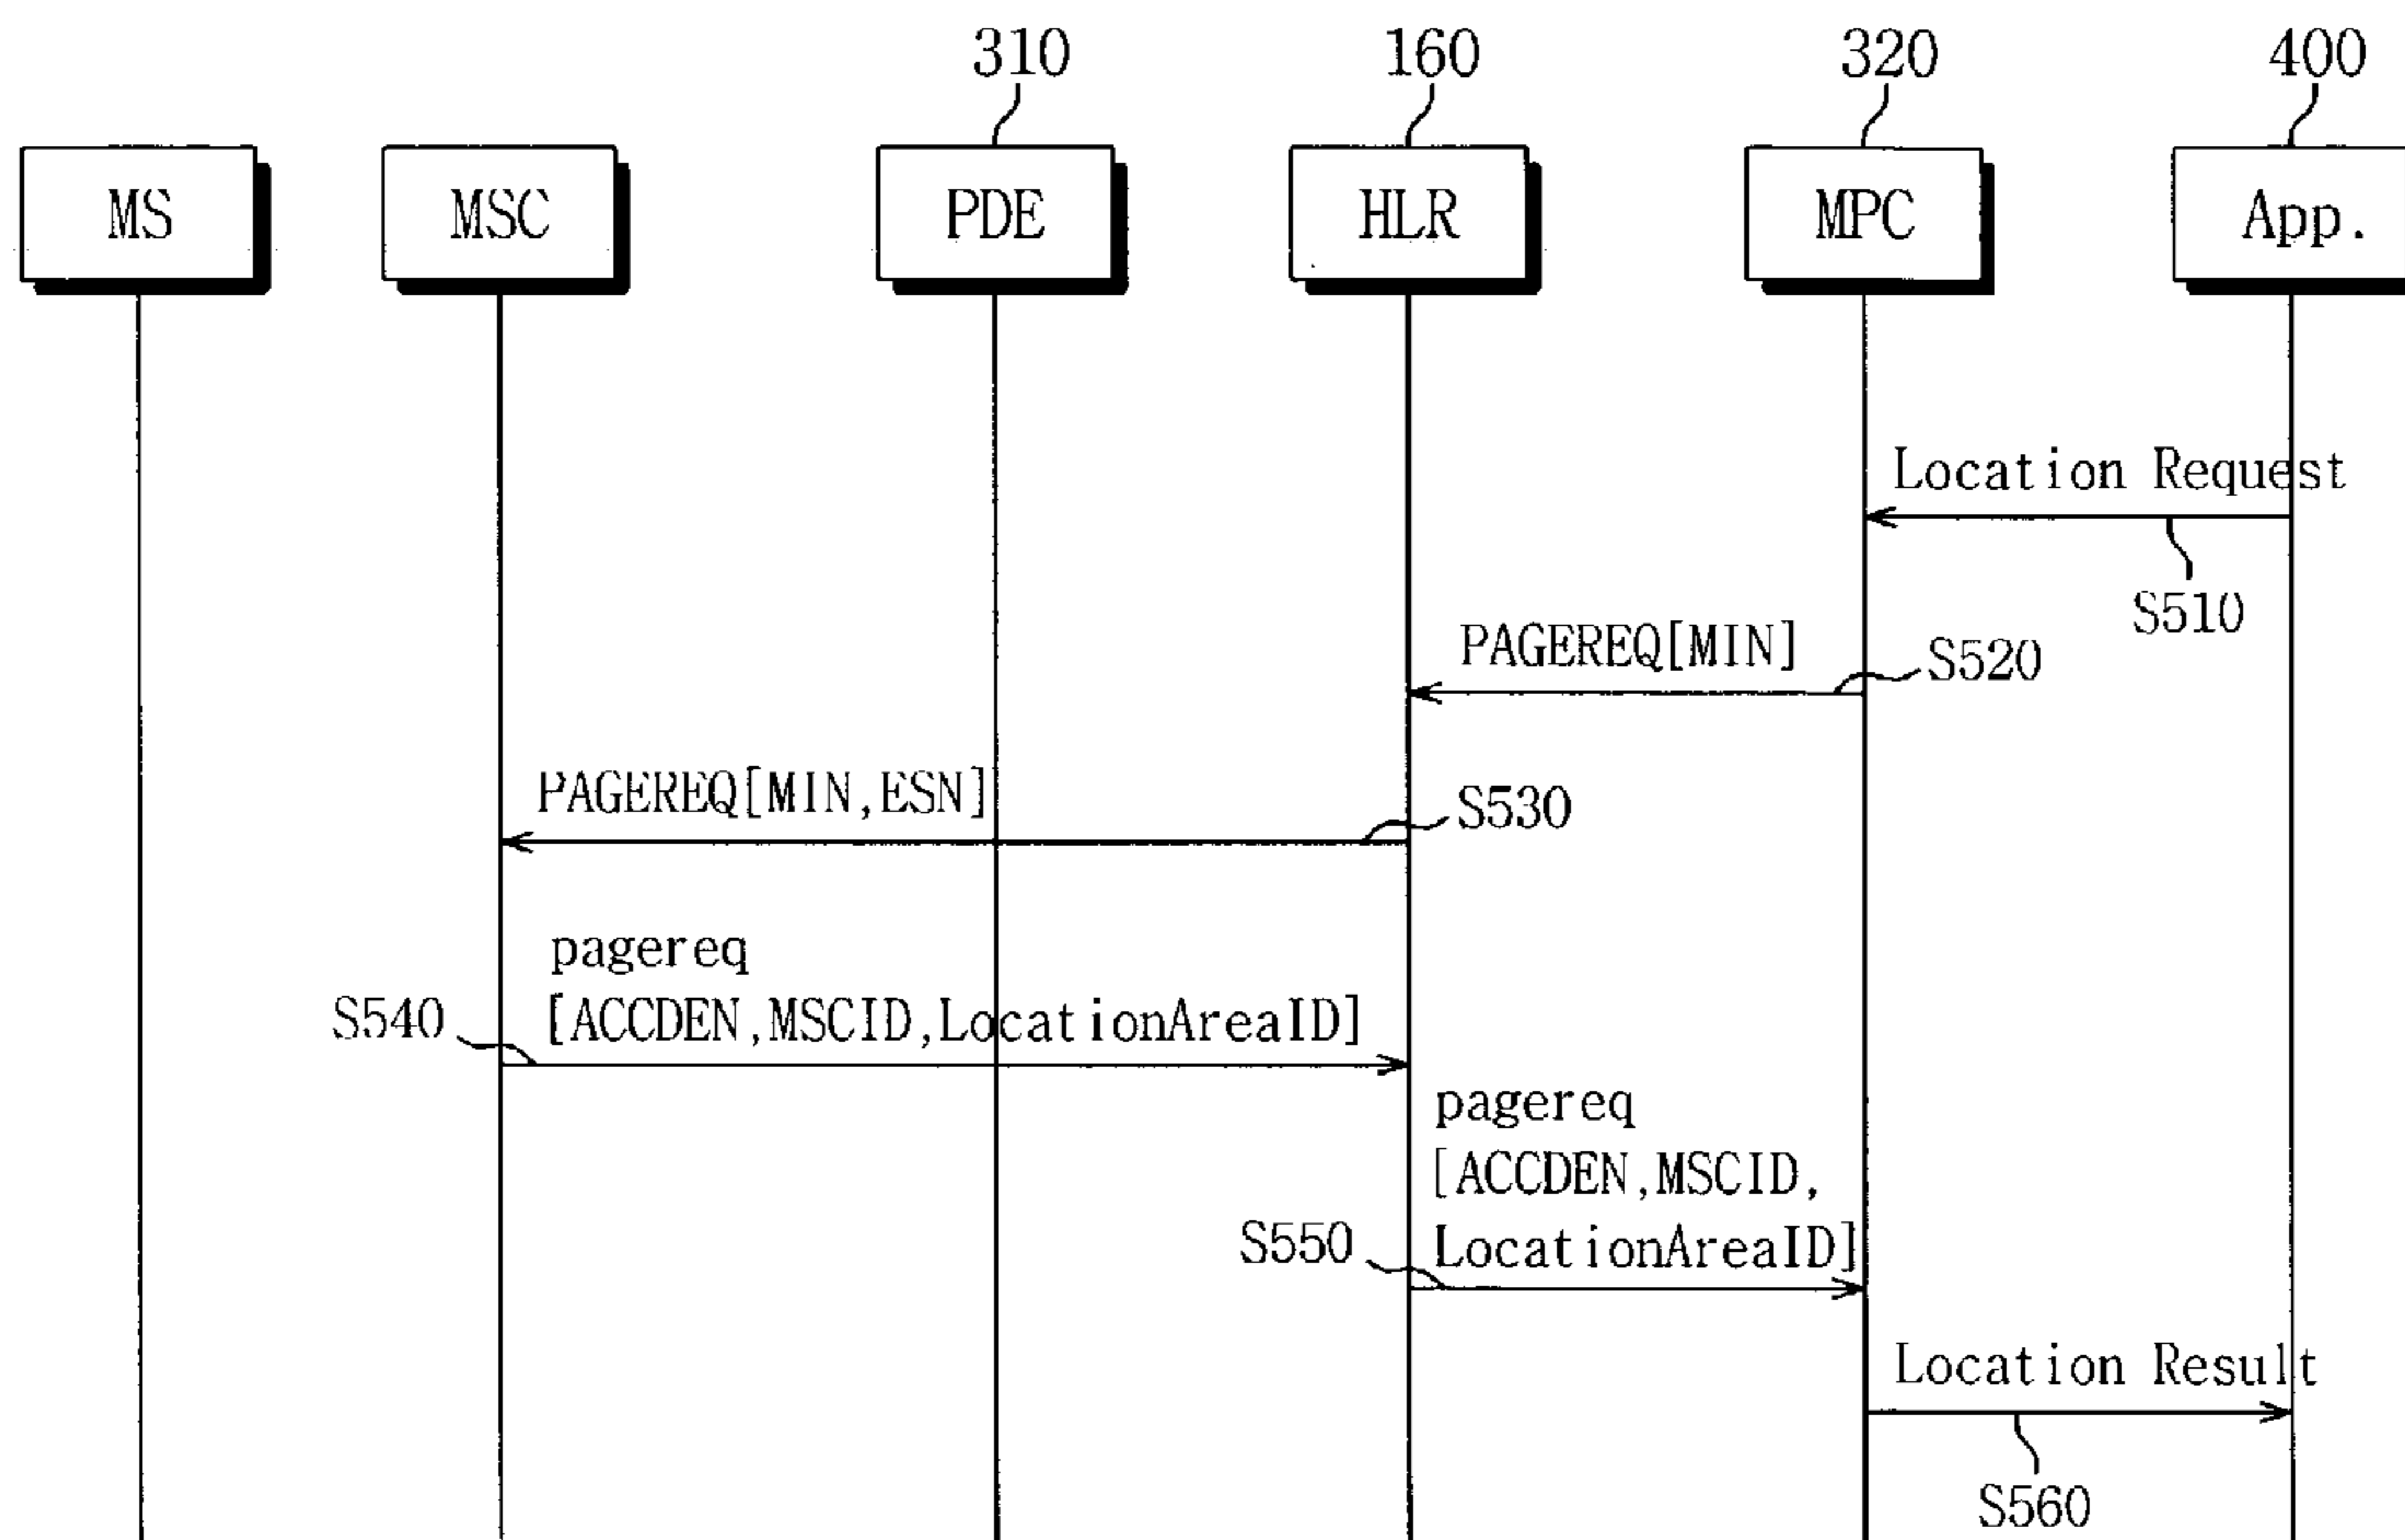 310
160
320
400
MS
MSC
PDE
HLR
MPC
App.
Location Request
S510
PAGEREQ[MIN]
S520
PAGEREQ[MIN,ESN]
S530
pagereq
[ACCDEN,MSCID,LocationAreaID]
S540
pagereq
[ACCDEN,MSCID,
LocationAreaID]
S550
Location Result
S560